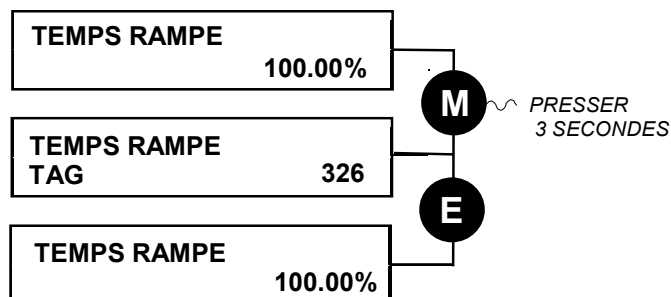 TEMPS RAMPE
100.00%
M
PRESSER
3 SECONDES
TEMPS RAMPE
TAG 326
E
TEMPS RAMPE
100.00%